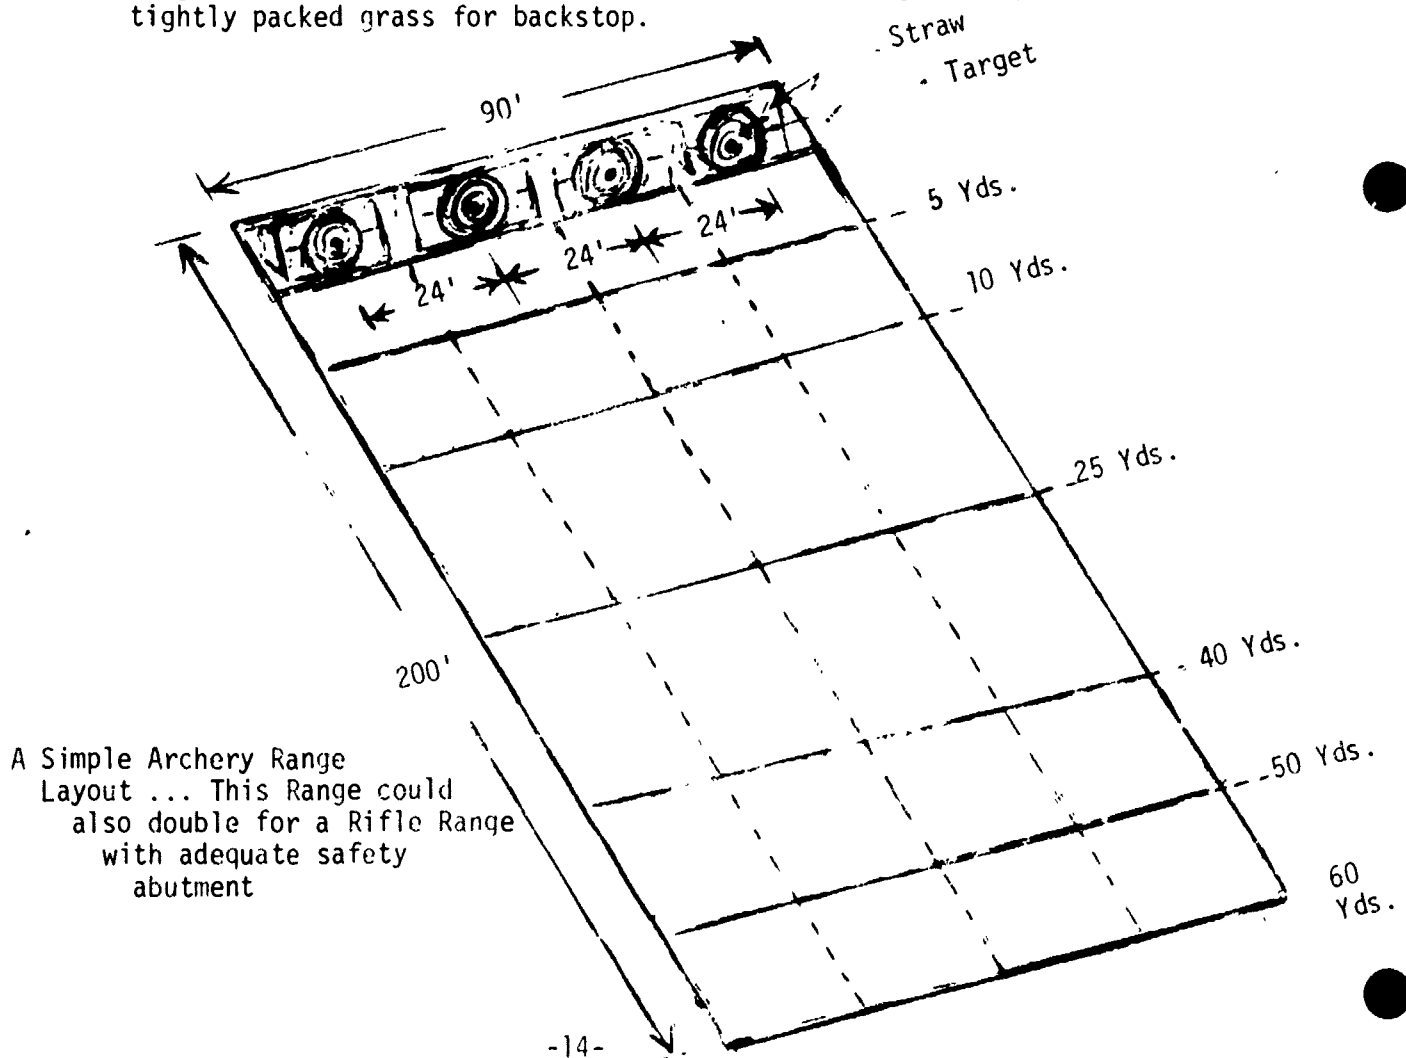 tightly packed grass for backstop.
Straw
Target
90'
5 Yds.
24'
24'
24'
10 Yds.
25 Yds.
200'
40 Yds.
A Simple Archery Range
Layout ... This Range could
also double for a Rifle Range
with adequate safety
abutment
50 Yds.
60
Yds.
-14-